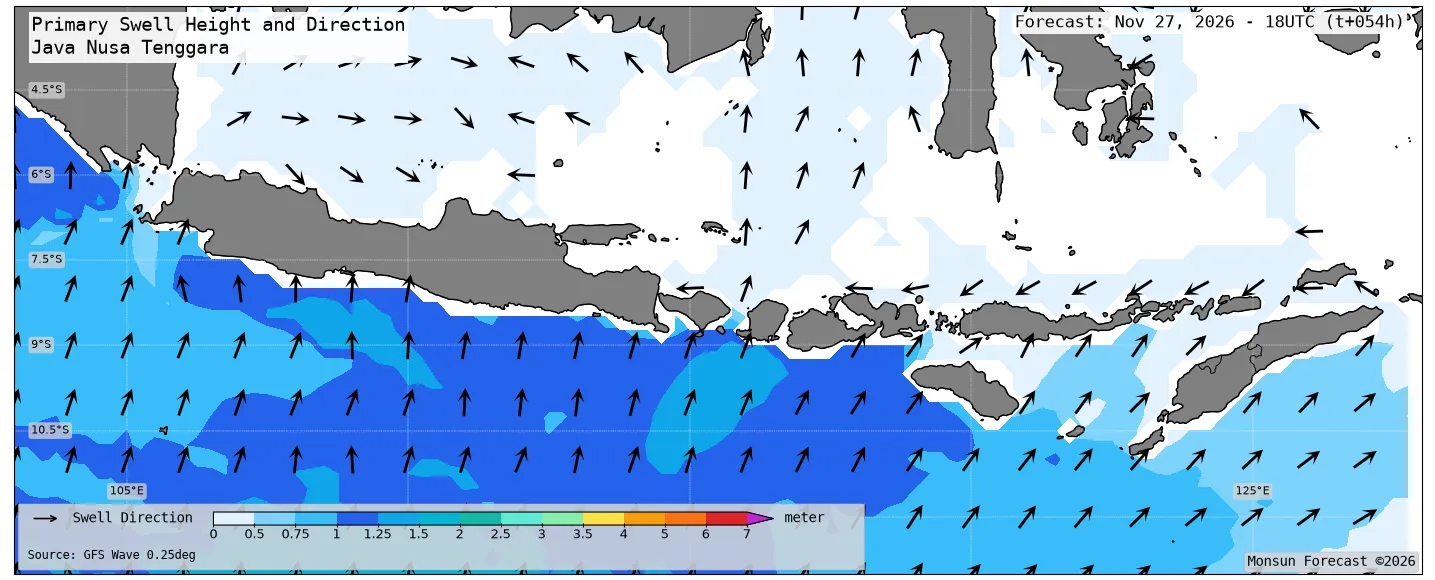 Primary Swell Height and Direction
Java Nusa Tenggara
Forecast: Nov 27, 2026 - 18UTC (t+054h)
4.5°S
6°S
7.5°S
9°S
10.5°S
105°E
125°E
Swell Direction
meter
0 0.5 0.75 1 1.25 1.5 2 2.5 3 3.5 4 5 6 7
Source: GFS Wave 0.25deg
Monsun Forecast ©2026